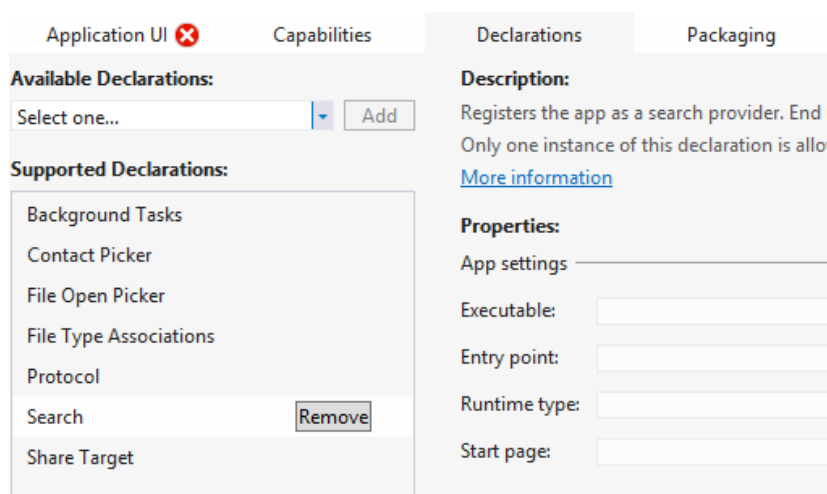 Application UI
Capabilities
Declarations
Packaging
Available Declarations:
Select one...
Add
Supported Declarations:
Background Tasks
Contact Picker
File Open Picker
File Type Associations
Protocol
Search
Remove
Share Target
Description:
Registers the app as a search provider. End
Only one instance of this declaration is
More information
Properties:
App settings
Executable:
Entry point:
Runtime type:
Start page: